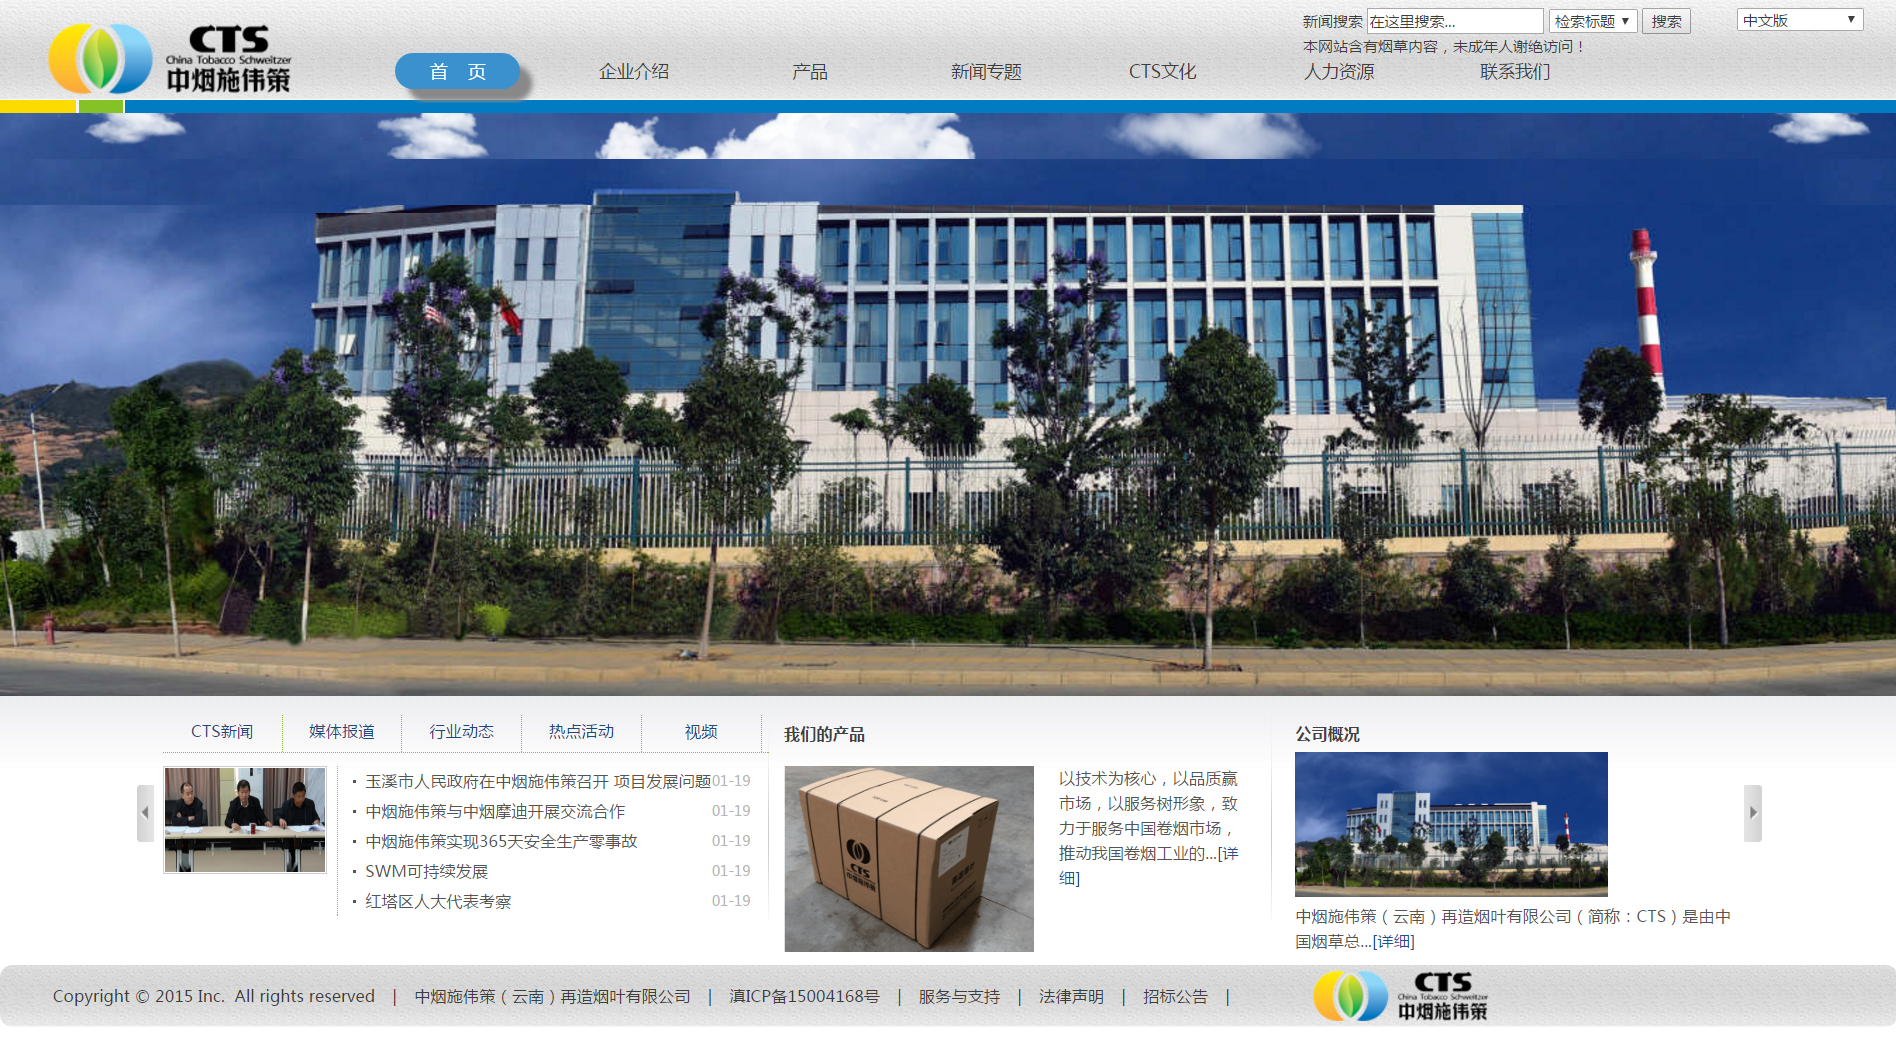 新闻搜索 在这里搜索... 检索标题 搜索 中文版
本网站含有烟草内容，未成年人谢绝访问！
CTS
China Tobacco Schweitzer
中烟施伟策
首 页 企业介绍 产品 新闻专题 CTS文化 人力资源 联系我们
CTS新闻 媒体报道 行业动态 热点活动 视频
玉溪市人民政府在中烟施伟策召开 项目发展问题 01-19
中烟施伟策与中烟摩迪开展交流合作 01-19
中烟施伟策实现365天安全生产零事故 01-19
SWM可持续发展 01-19
红塔区人大代表考察 01-19
我们的产品
CTS
中烟施伟策
以技术为核心，以品质赢
市场，以服务树形象，致
力于服务中国卷烟市场，
推动我国卷烟工业的...[详
细]
公司概况
中烟施伟策（云南）再造烟叶有限公司（简称：CTS）是由中
国烟草总...[详细]
Copyright © 2015 Inc. All rights reserved | 中烟施伟策（云南）再造烟叶有限公司 | 滇ICP备15004168号 | 服务与支持 | 法律声明 | 招标公告 |
CTS
China Tobacco Schweitzer
中烟施伟策